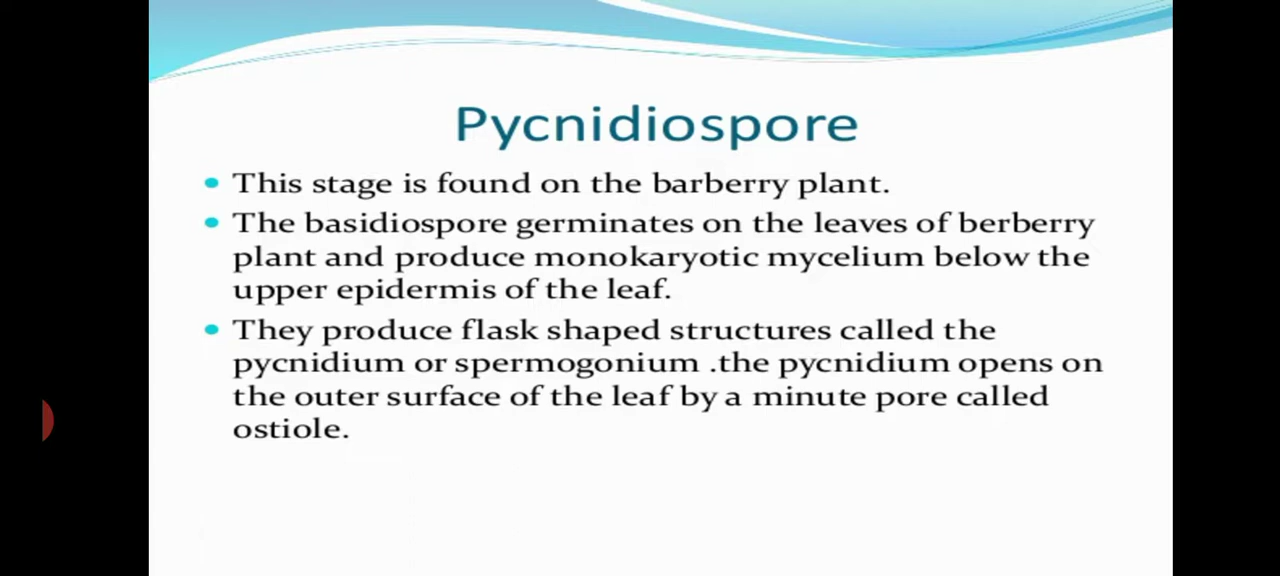 Pycnidiospore
• This stage is found on the barberry plant.
• The basidiospore germinates on the leaves of berberry
plant and produce monokaryotic mycelium below the
upper epidermis of the leaf.
• They produce flask shaped structures called the
pycnidium or spermogonium .the pycnidium opens on
the outer surface of the leaf by a minute pore called
ostiole.